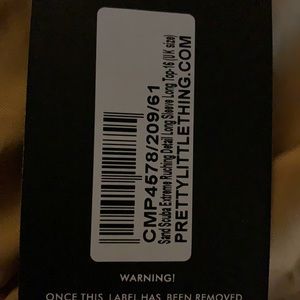 CMP4578/209/61
Sand Scuba Extreme Ruching Detail Long Sleeve Long Top-16 (UK size)
PRETTYLITTLETHING.COM
WARNING!
ONCE THIS LABEL HAS BEEN REMOVED